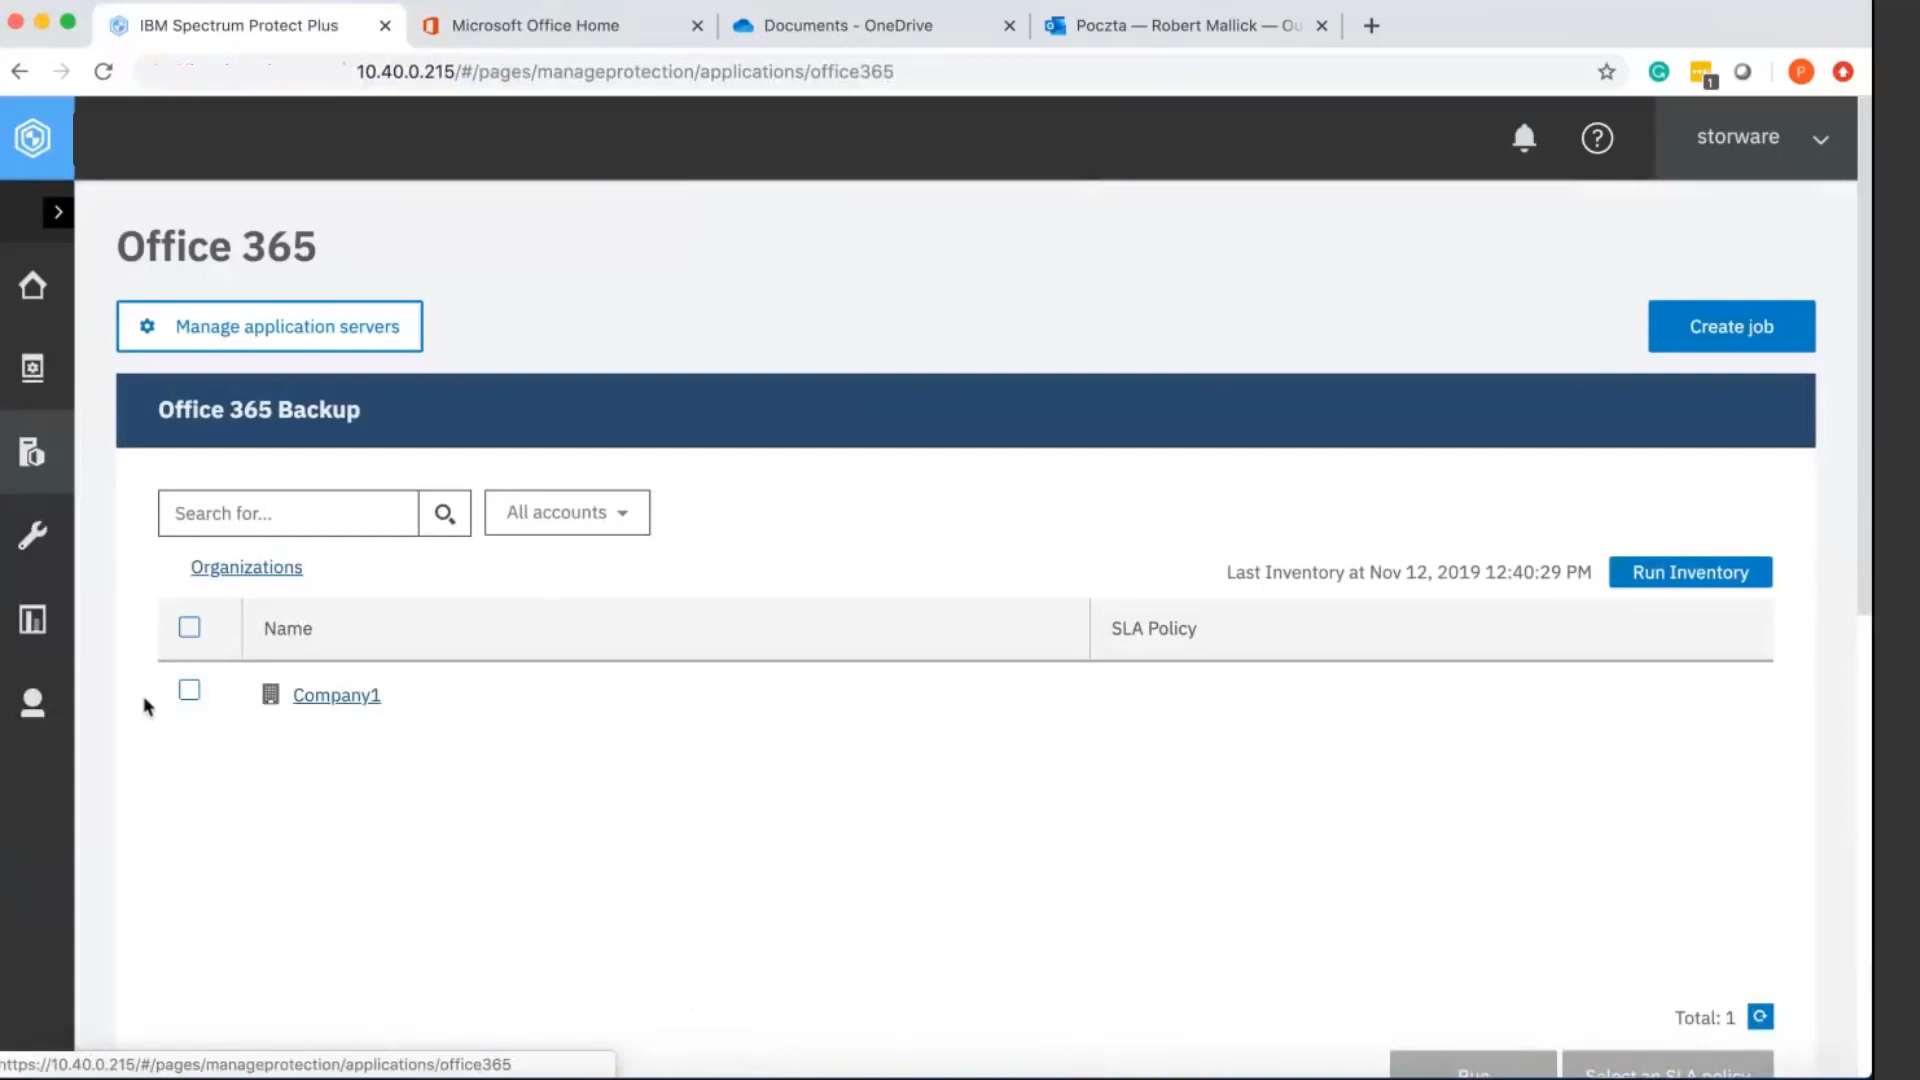 IBM Spectrum Protect Plus
Microsoft Office Home
Documents - OneDrive
Poczta — Robert Mallick — Ou
10.40.0.215/#/pages/manageprotection/applications/office365
1
P
storware
Office 365
Manage application servers
Create job
Office 365 Backup
Search for...
All accounts
Organizations
Last Inventory at Nov 12, 2019 12:40:29 PM
Run Inventory
Name
SLA Policy
Company1
Total: 1
Run
Select an SLA policy
https://10.40.0.215/#/pages/manageprotection/applications/office365